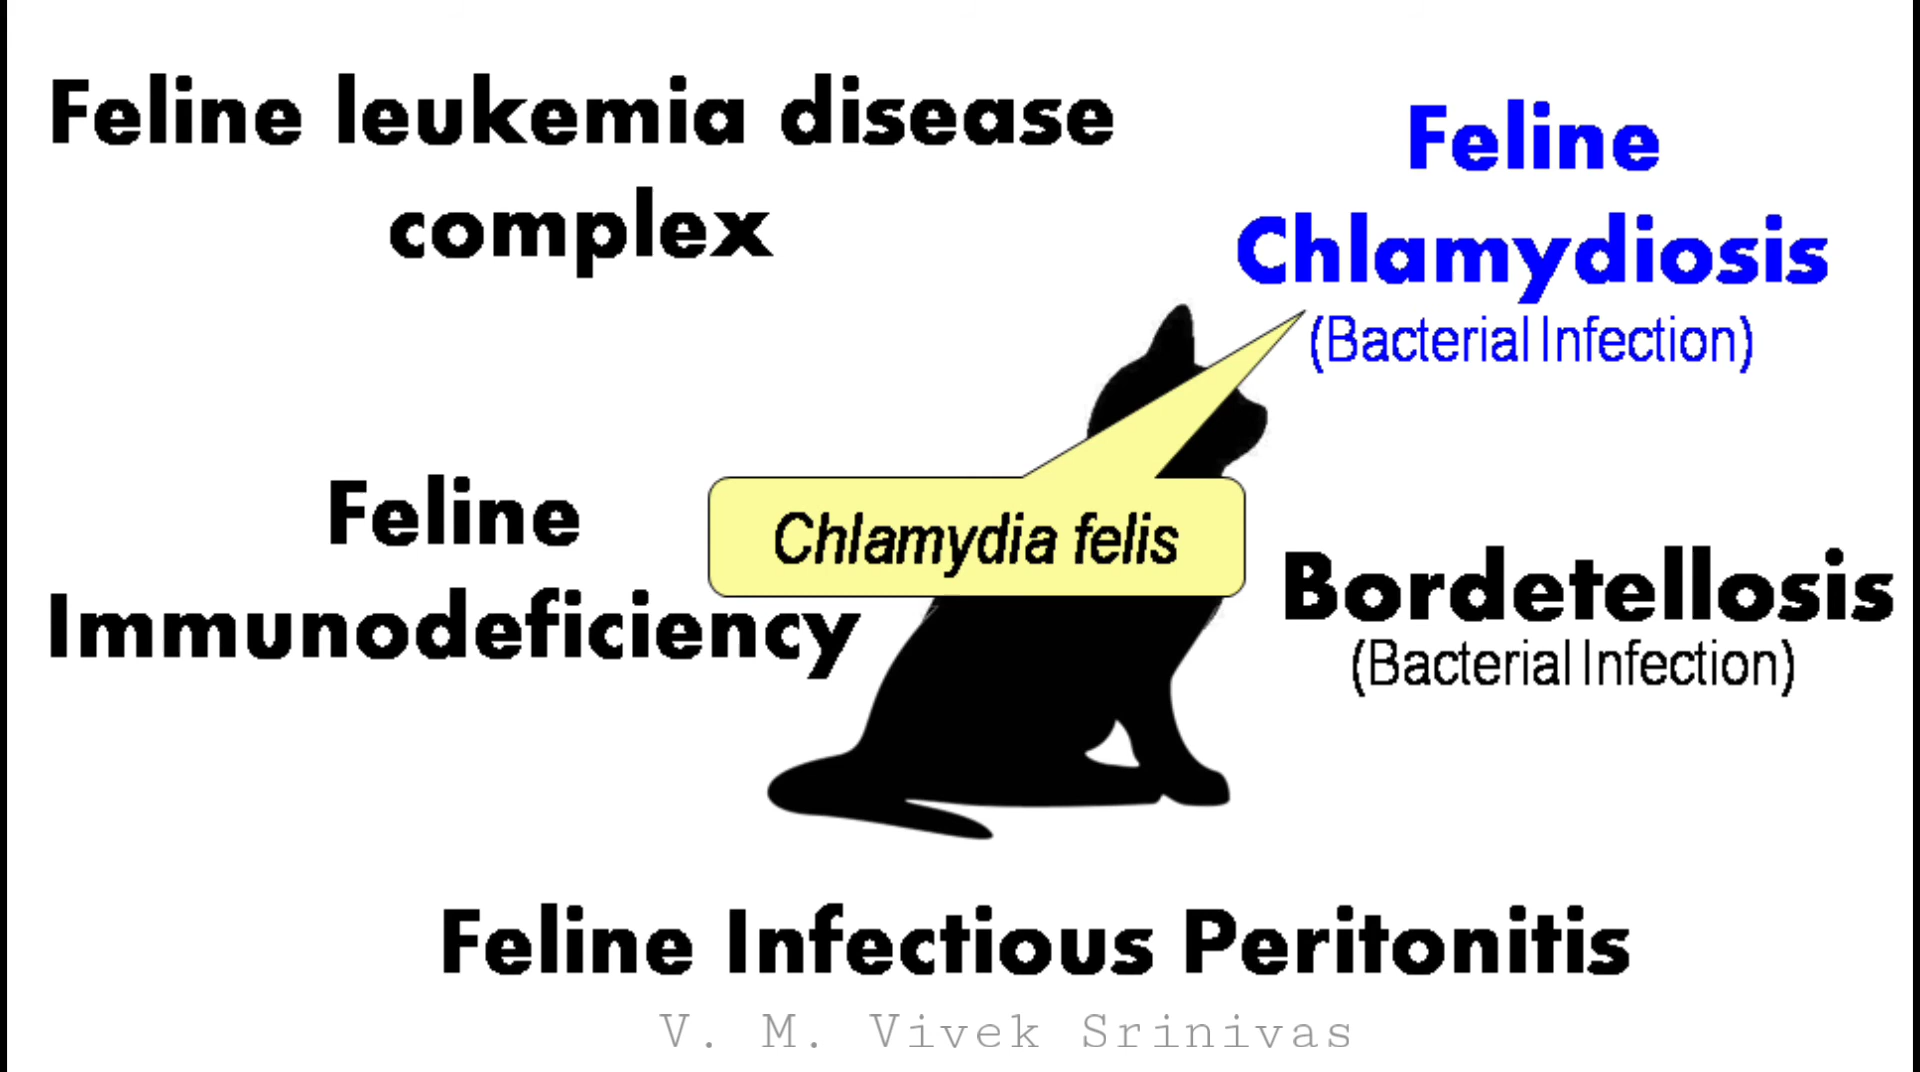 Feline leukemia disease
complex
Feline
Chlamydiosis
(Bacterial Infection)
Feline
Immunodeficiency
Chlamydia felis
Bordetellosis
(Bacterial Infection)
Feline Infectious Peritonitis
V. M. Vivek Srinivas